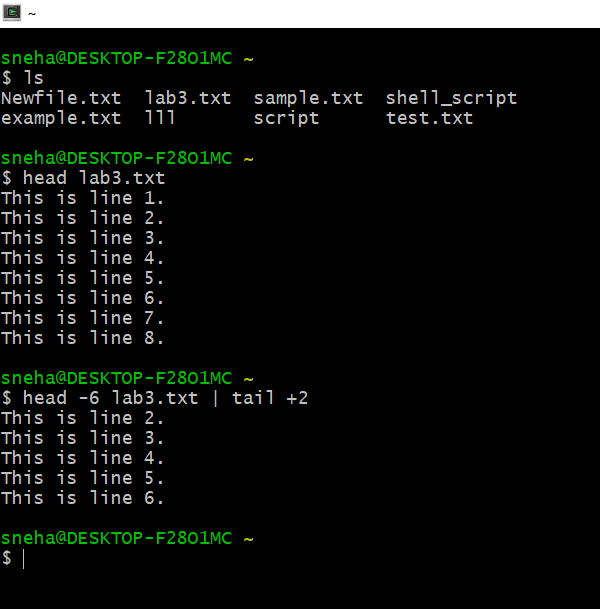 ~
sneha@DESKTOP-F28O1MC ~
$ ls
Newfile.txt  lab3.txt  sample.txt  shell_script
example.txt  lll       script      test.txt
sneha@DESKTOP-F28O1MC ~
$ head lab3.txt
This is line 1.
This is line 2.
This is line 3.
This is line 4.
This is line 5.
This is line 6.
This is line 7.
This is line 8.
sneha@DESKTOP-F28O1MC ~
$ head -6 lab3.txt | tail +2
This is line 2.
This is line 3.
This is line 4.
This is line 5.
This is line 6.
sneha@DESKTOP-F28O1MC ~
$